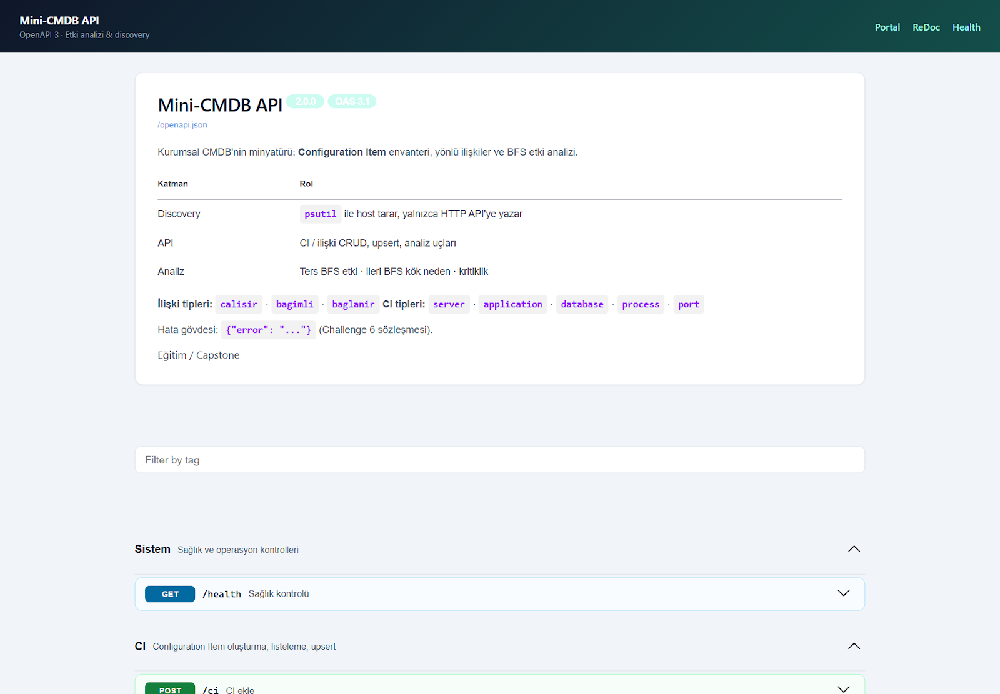 Mini-CMDB API
OpenAPI 3 · Etki analizi & discovery
Portal ReDoc Health
Mini-CMDB API 2.0.0 OAS 3.1
/openapi.json
Kurumsal CMDB'nin minyatürü: Configuration Item envanteri, yönlü ilişkiler ve BFS etki analizi.
Katman Rol
Discovery psutil ile host tarar, yalnızca HTTP API'ye yazar
API CI / ilişki CRUD, upsert, analiz uçları
Analiz Ters BFS etki · ileri BFS kök neden · kritiklik
İlişki tipleri: calisir · bagimli · baglanir CI tipleri: server · application · database · process · port
Hata gövdesi: {"error": "..."} (Challenge 6 sözleşmesi).
Eğitim / Capstone
Filter by tag
Sistem Sağlık ve operasyon kontrolleri
GET /health Sağlık kontrolü
CI Configuration Item oluşturma, listeleme, upsert
POST /ci CI ekle